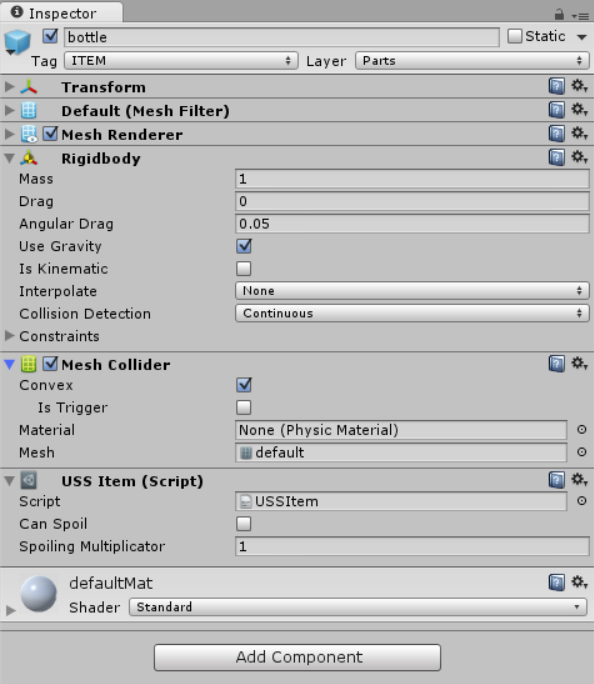 Inspector
bottle Static
Tag ITEM Layer Parts
Transform
Default (Mesh Filter)
Mesh Renderer
Rigidbody
Mass 1
Drag 0
Angular Drag 0.05
Use Gravity
Is Kinematic
Interpolate None
Collision Detection Continuous
Constraints
Mesh Collider
Convex
Is Trigger
Material None (Physic Material)
Mesh default
USS Item (Script)
Script USSItem
Can Spoil
Spoiling Multiplicator 1
defaultMat
Shader Standard
Add Component